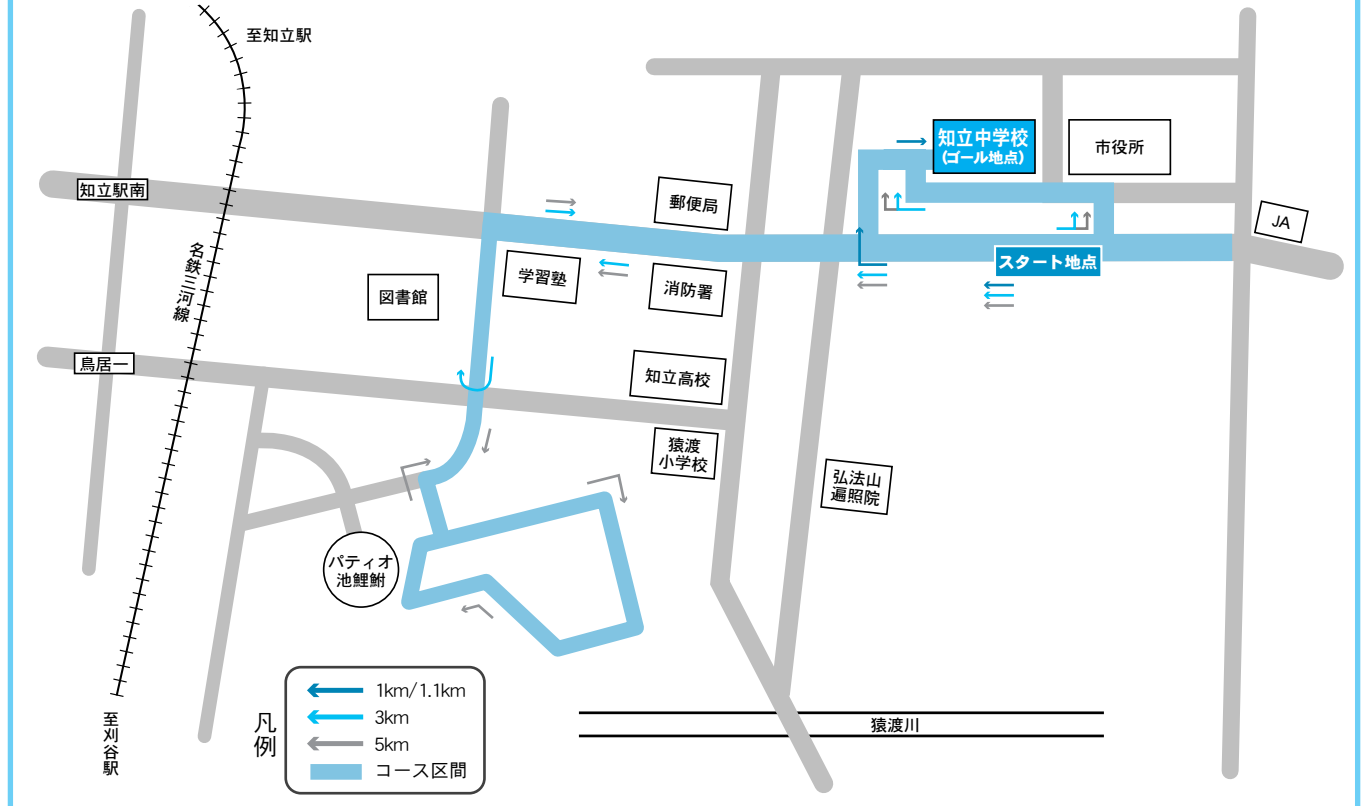 至知立駅
知立中学校
(ゴール地点)
市役所
知立駅南
郵便局
JA
名鉄三河線
学習塾
スタート地点
図書館
消防署
鳥居一
知立高校
猿渡
小学校
弘法山
遍照院
パティオ
池鯉鮒
至刈谷駅
凡例
1km/1.1km
3km
5km
コース区間
猿渡川